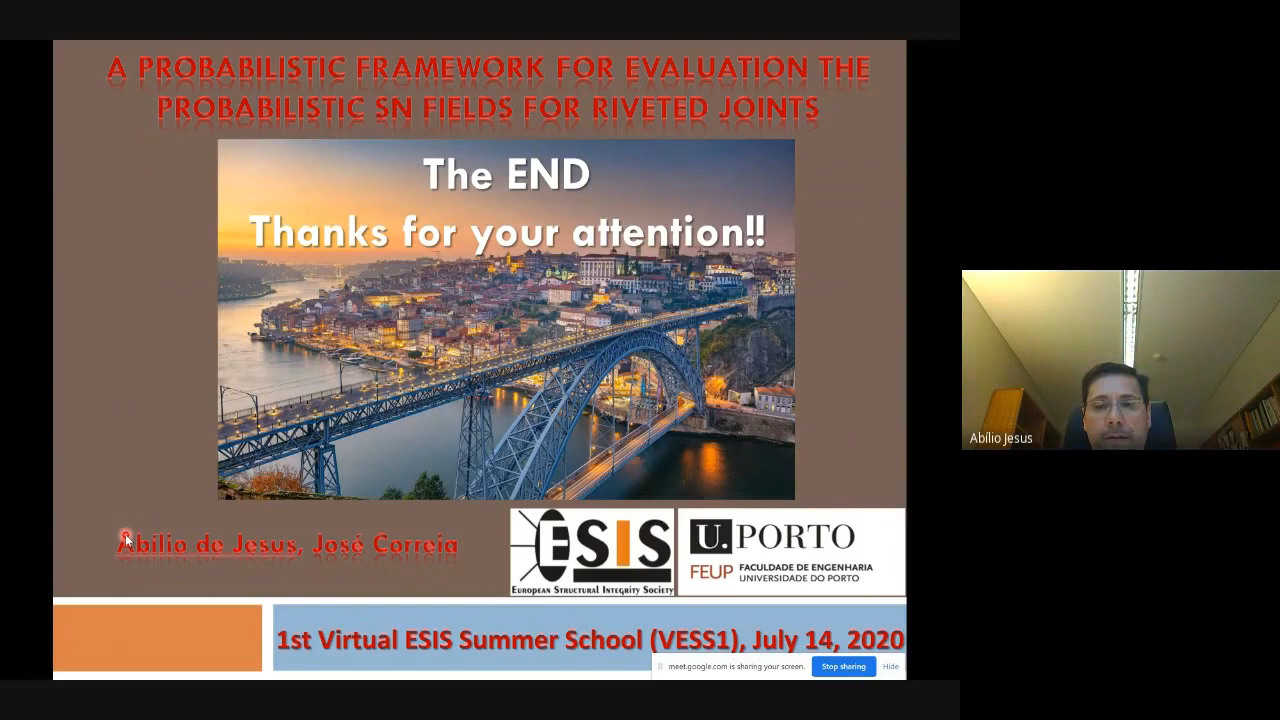 A PROBABILISTIC FRAMEWORK FOR EVALUATION THE
PROBABILISTIC SN FIELDS FOR RIVETED JOINTS
The END
Thanks for your attention!!
Abílio Jesus
Abílio de Jesus, José Correia
ESIS
European Structural Integrity Society
U. PORTO
FEUP FACULDADE DE ENGENHARIA
UNIVERSIDADE DO PORTO
1st Virtual ESIS Summer School (VESS1), July 14, 2020
meet.google.com is sharing your screen.
Stop sharing
Hide